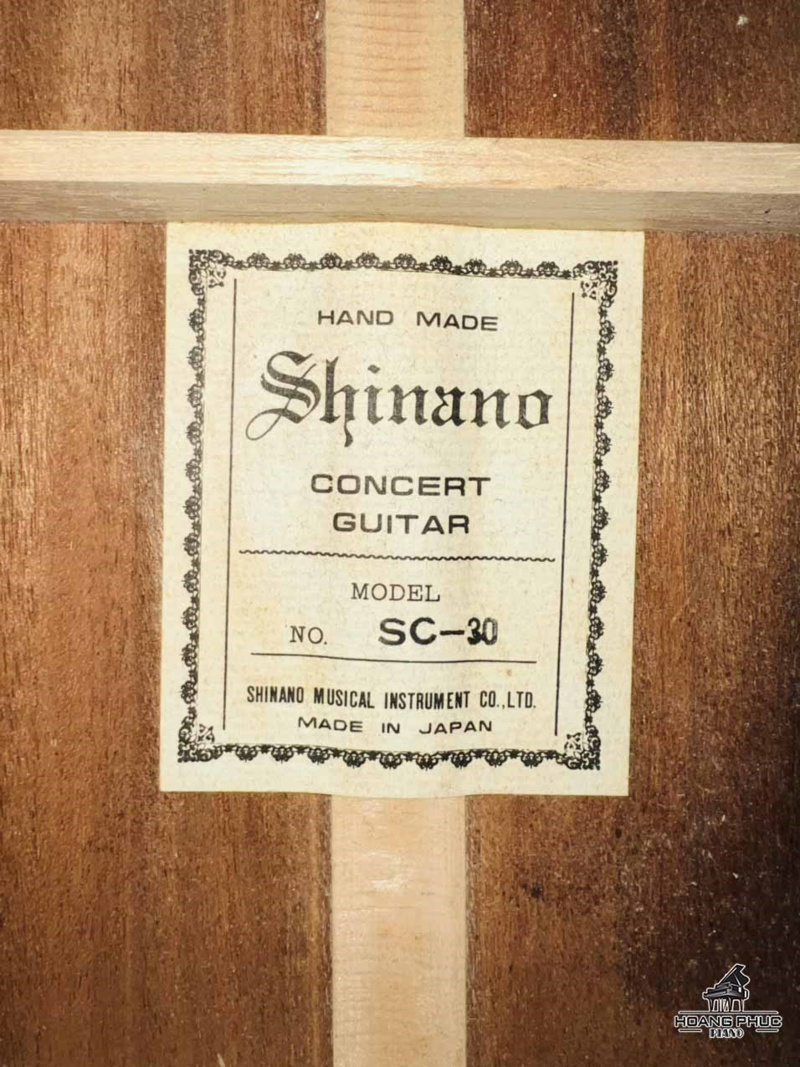 HAND MADE
Shinano
CONCERT
GUITAR
MODEL
NO. SC-30
SHINANO MUSICAL INSTRUMENT CO.,LTD.
MADE IN JAPAN
HOANG PHUC
PIANO